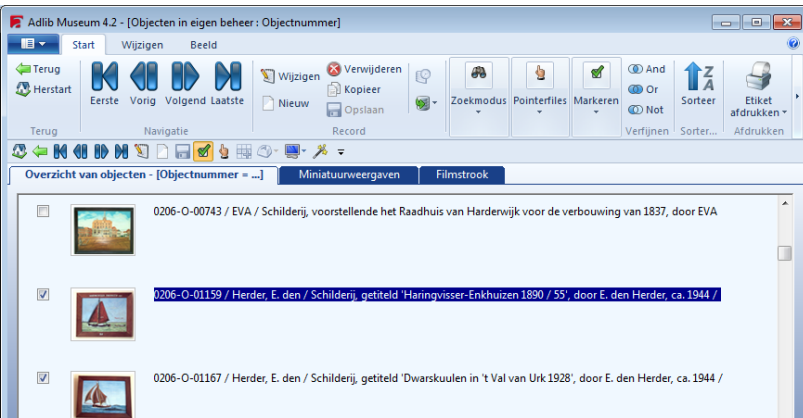 Adlib Museum 4.2 - [Objecten in eigen beheer : Objectnummer]
Start Wijzigen Beeld
Terug
Herstart
Eerste Vorig Volgend Laatste
Wijzigen
Nieuw
Verwijderen
Kopieer
Opslaan
Zoekmodus Pointerfiles Markeren
And
Or
Not
Sorteer
Etiket
afdrukken
Terug Navigatie Record Verfijnen Sorter... Afdrukken
Overzicht van objecten - [Objectnummer = ...] Miniatuurweergaven Filmstrook
0206-O-00743 / EVA / Schilderij, voorstellende het Raadhuis van Harderwijk voor de verbouwing van 1837, door EVA
0206-O-01159 / Herder, E. den / Schilderij, getiteld 'Haringvisser-Enkhuizen 1890 / 55', door E. den Herder, ca. 1944 /
0206-O-01167 / Herder, E. den / Schilderij, getiteld 'Dwarskuulen in 't Val van Urk 1928', door E. den Herder, ca. 1944 /